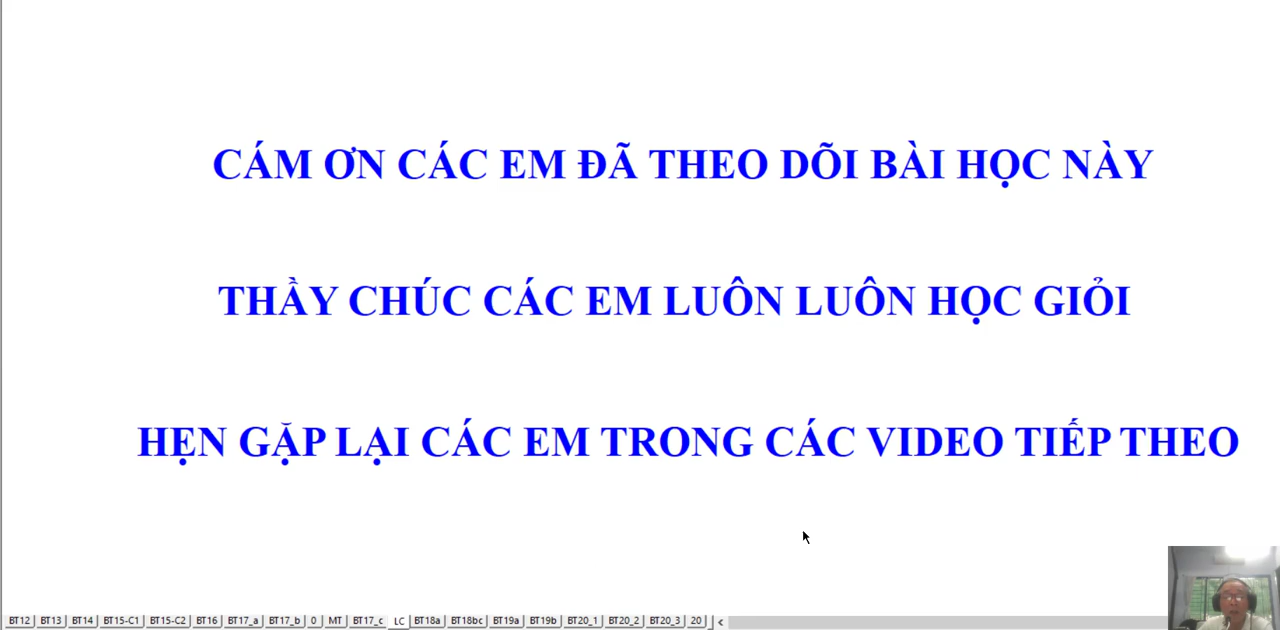 CÁM ƠN CÁC EM ĐÃ THEO DÕI BÀI HỌC NÀY
THẦY CHÚC CÁC EM LUÔN LUÔN HỌC GIỎI
HẸN GẶP LẠI CÁC EM TRONG CÁC VIDEO TIẾP THEO
BT12 BT13 BT14 BT15-C1 BT15-C2 BT16 BT17_a BT17_b 0 MT BT17_c LC BT18a BT18bc BT19a BT19b BT20_1 BT20_2 BT20_3 20